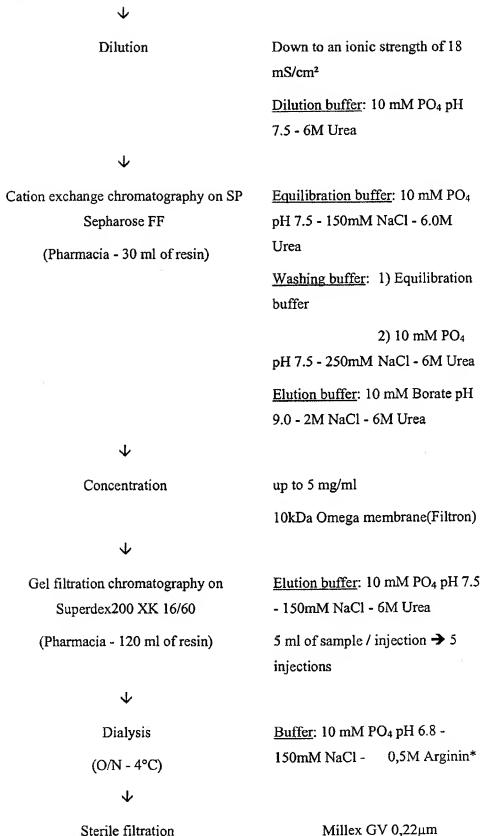 ↓
Dilution
Down to an ionic strength of 18
mS/cm²
Dilution buffer: 10 mM PO₄ pH
7.5 - 6M Urea
↓
Cation exchange chromatography on SP
Sepharose FF
(Pharmacia - 30 ml of resin)
Equilibration buffer: 10 mM PO₄
pH 7.5 - 150mM NaCl - 6.0M
Urea
Washing buffer: 1) Equilibration
buffer
2) 10 mM PO₄
pH 7.5 - 250mM NaCl - 6M Urea
Elution buffer: 10 mM Borate pH
9.0 - 2M NaCl - 6M Urea
↓
Concentration
up to 5 mg/ml
10kDa Omega membrane(Filtron)
↓
Gel filtration chromatography on
Superdex200 XK 16/60
(Pharmacia - 120 ml of resin)
Elution buffer: 10 mM PO₄ pH 7.5
- 150mM NaCl - 6M Urea
5 ml of sample / injection ➔ 5
injections
↓
Dialysis
(O/N - 4°C)
Buffer: 10 mM PO₄ pH 6.8 -
150mM NaCl - 0,5M Arginin*
↓
Sterile filtration
Millex GV 0,22µm